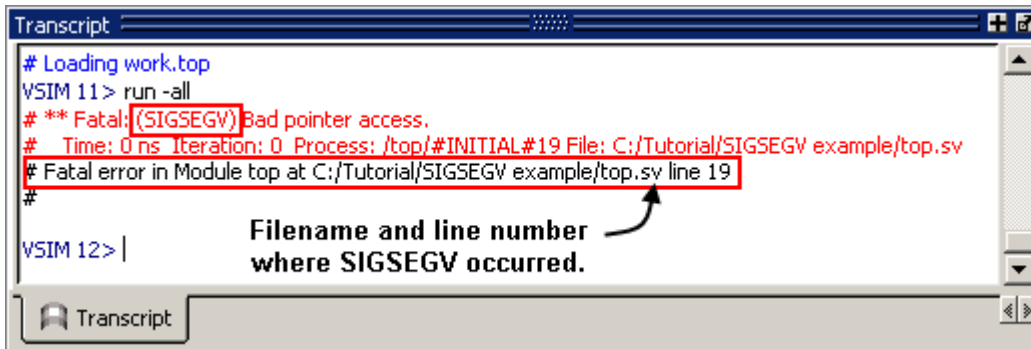 Transcript
# Loading work.top
VSIM 11> run -all
# ** Fatal: (SIGSEGV) Bad pointer access.
#    Time: 0 ns  Iteration: 0  Process: /top/#INITIAL#19 File: C:/Tutorial/SIGSEGV example/top.sv
# Fatal error in Module top at C:/Tutorial/SIGSEGV example/top.sv line 19
#
Filename and line number
where SIGSEGV occurred.
VSIM 12>
Transcript